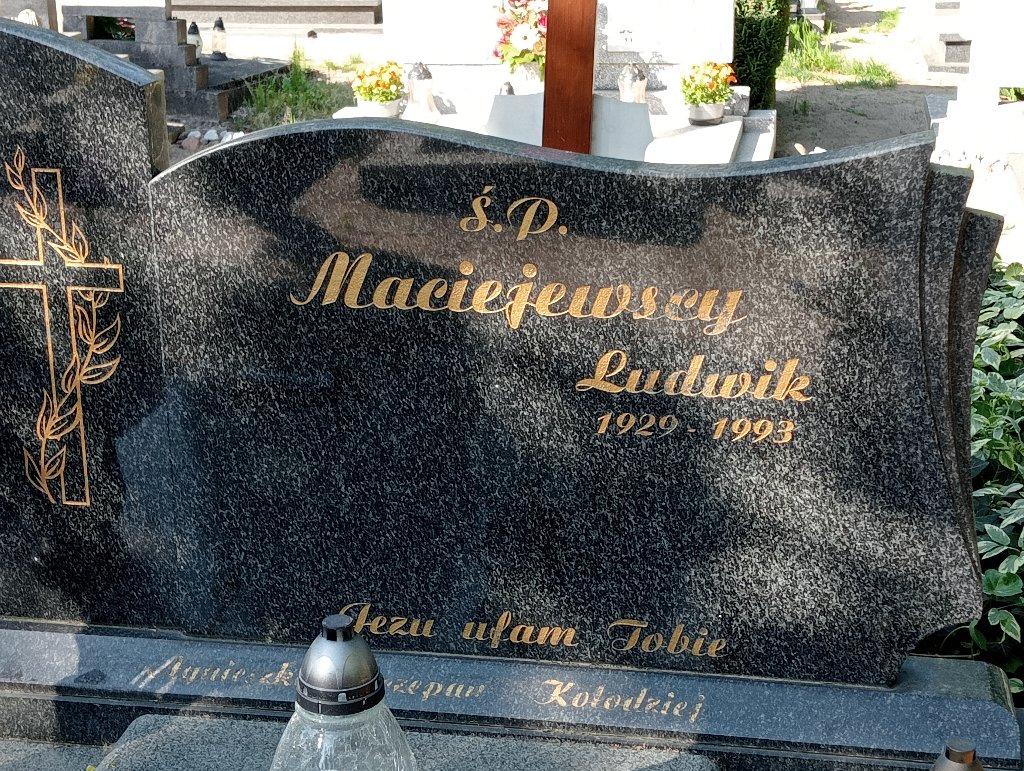 Ś.P.
Maciejewscy
Ludwik
1929 - 1993
Jezu ufam Tobie
Kołodziej